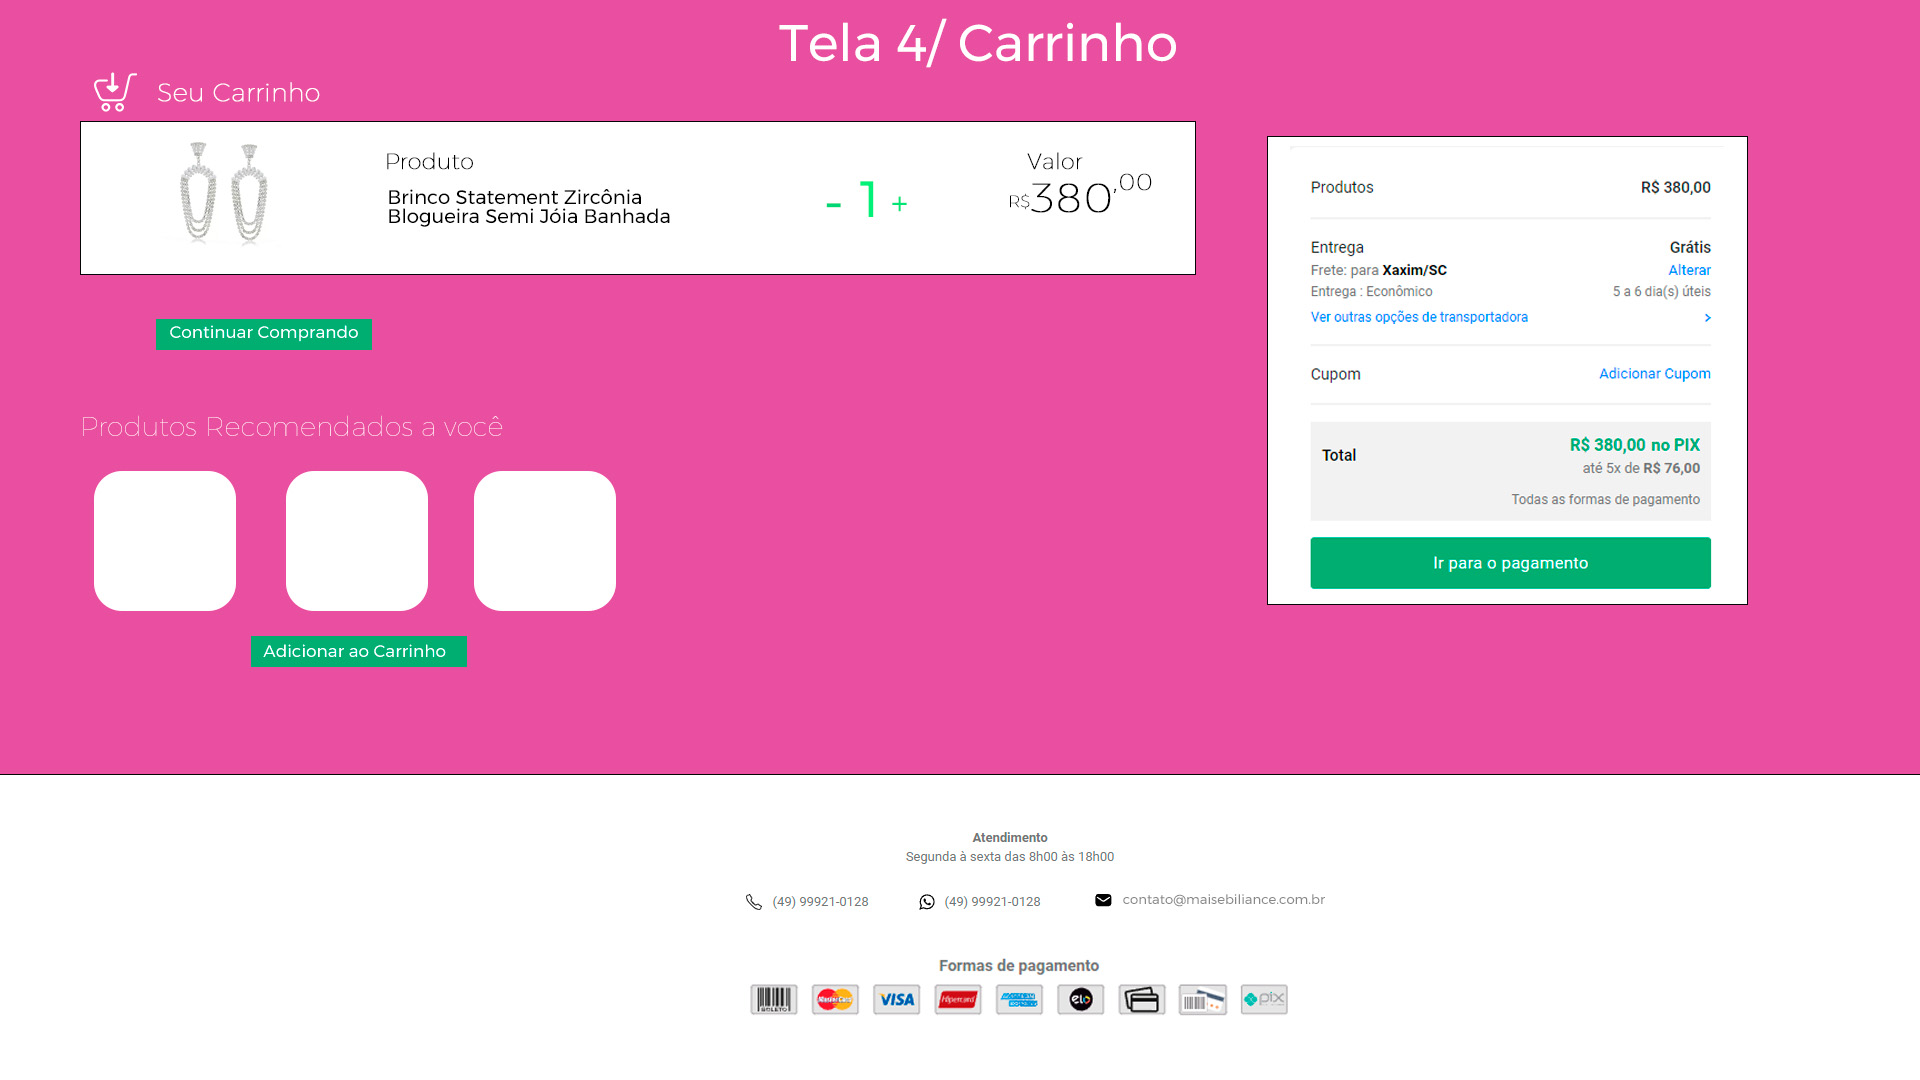 Tela 4/ Carrinho
Seu Carrinho
Produto
Brinco Statement Zircônia
Blogueira Semi Jóia Banhada
- 1 +
Valor
R$380,00
Continuar Comprando
Produtos Recomendados a você
Adicionar ao Carrinho
Produtos R$ 380,00
Entrega Grátis
Frete: para Xaxim/SC Alterar
Entrega : Econômico 5 a 6 dia(s) úteis
Ver outras opções de transportadora >
Cupom Adicionar Cupom
Total R$ 380,00 no PIX
até 5x de R$ 76,00
Todas as formas de pagamento
Ir para o pagamento
Atendimento
Segunda à sexta das 8h00 às 18h00
(49) 99921-0128 (49) 99921-0128 contato@maisebiliance.com.br
Formas de pagamento
BOLETO MasterCard VISA Hipercard elo pix